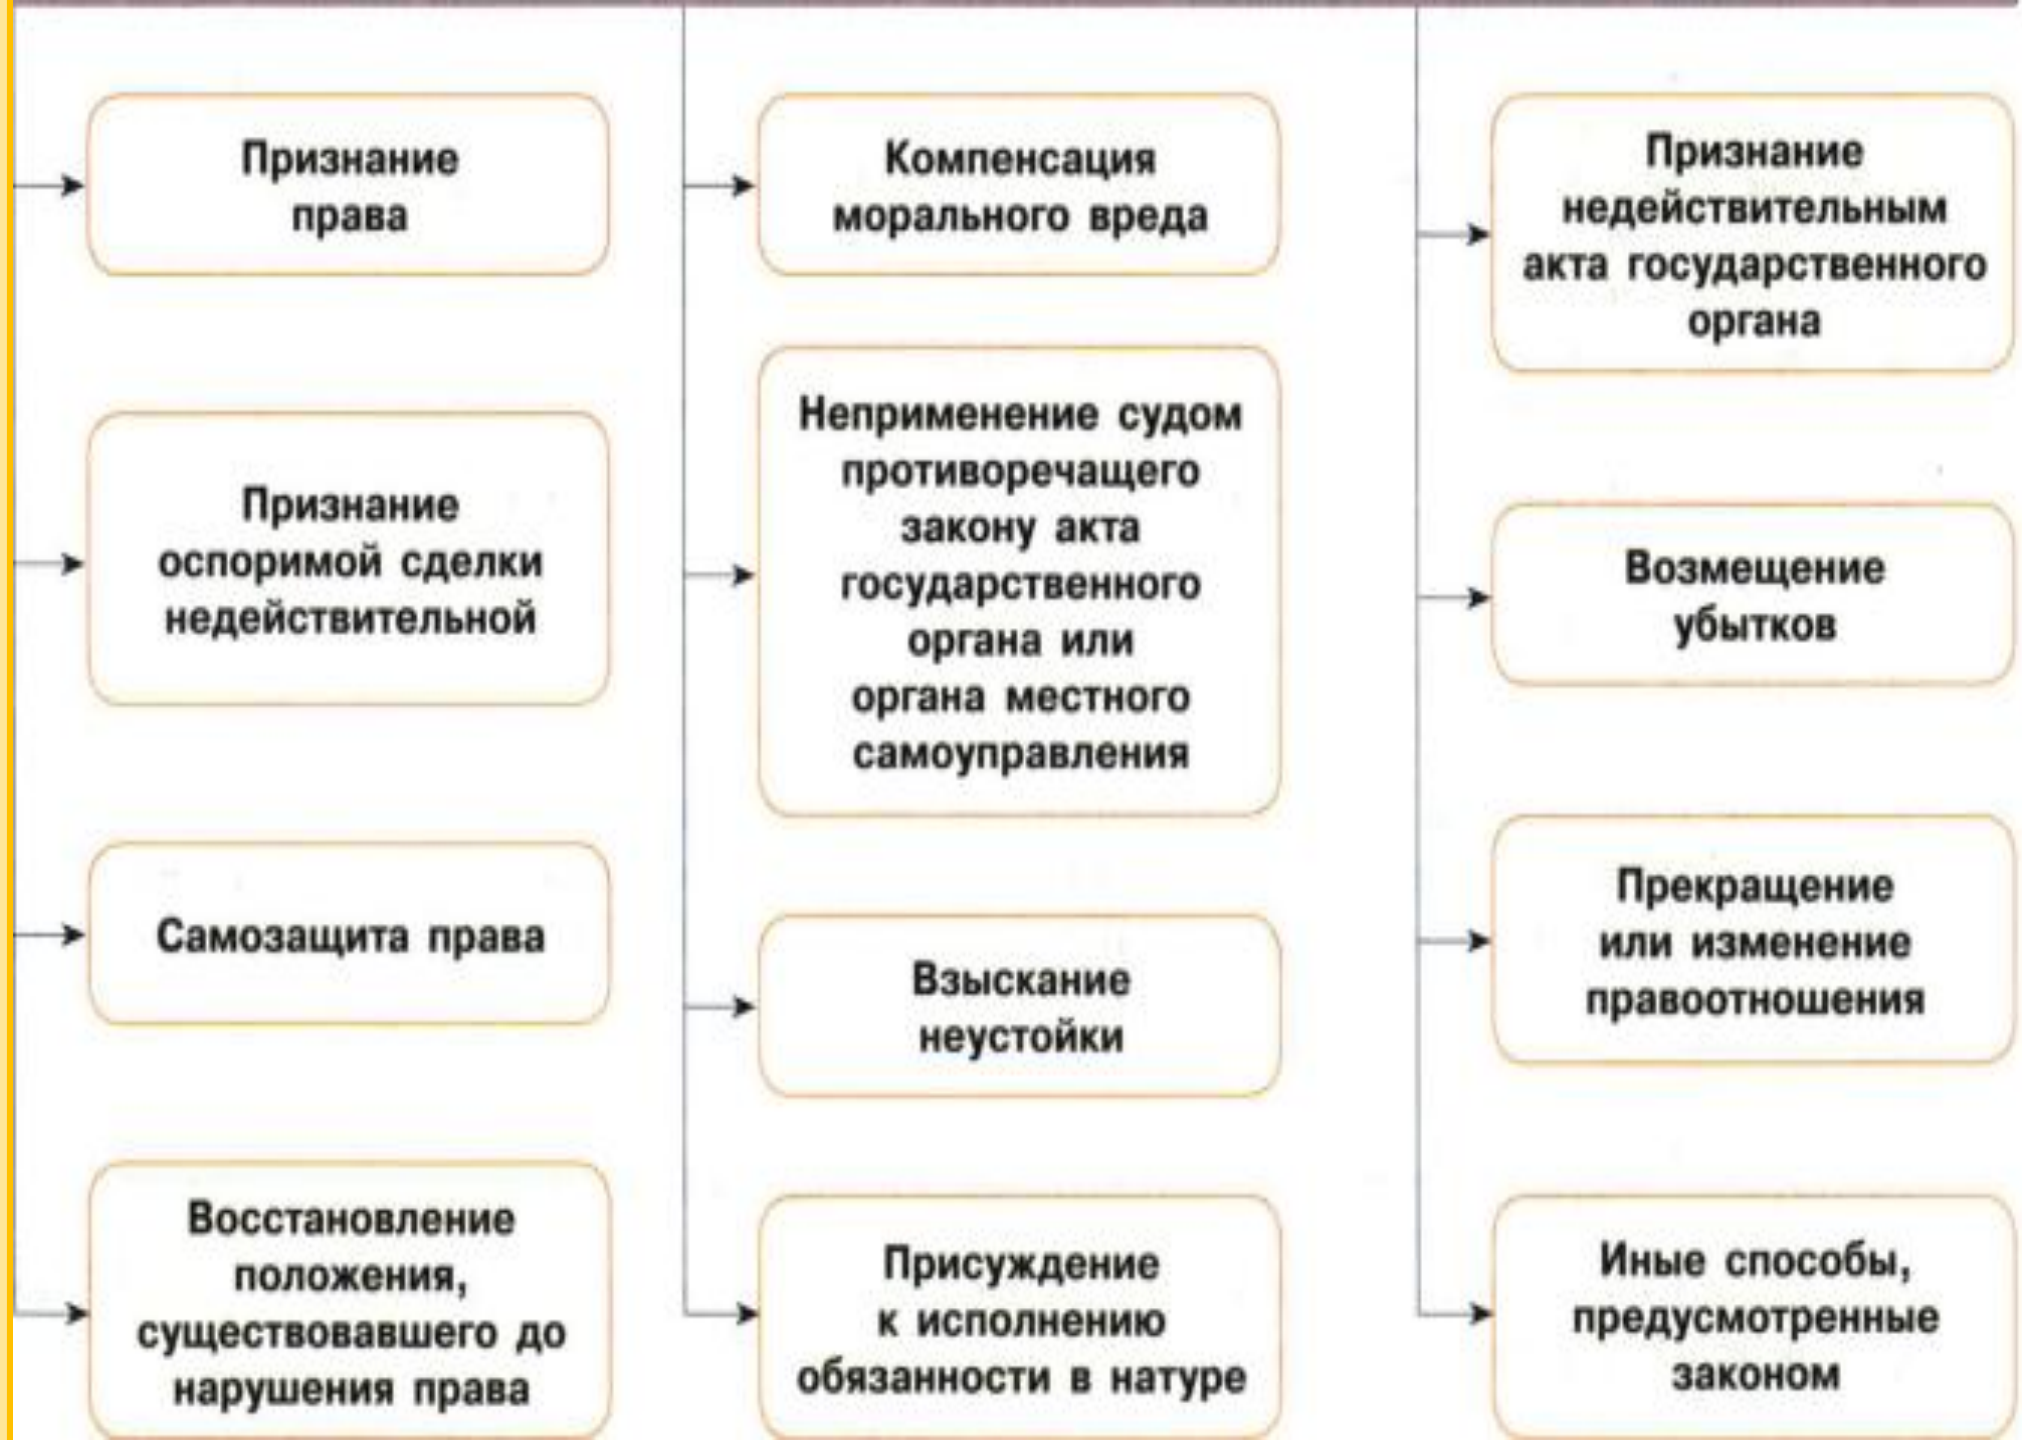 Признание
права
Признание
оспоримой сделки
недействительной
Самозащита права
Восстановление
положения,
существовавшего до
нарушения права
Компенсация
морального вреда
Неприменение судом
противоречащего
закону акта
государственного
органа или
органа местного
самоуправления
Взыскание
неустойки
Присуждение
к исполнению
обязанности в натуре
Признание
недействительным
акта государственного
органа
Возмещение
убытков
Прекращение
или изменение
правоотношения
Иные способы,
предусмотренные
законом